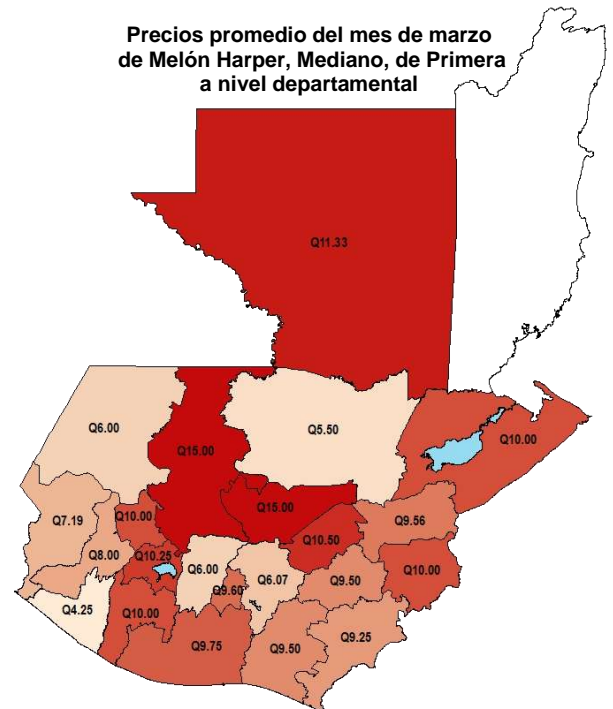 Precios promedio del mes de marzo
de Melón Harper, Mediano, de Primera
a nivel departamental
Q11.33
Q6.00
Q15.00
Q5.50
Q10.00
Q7.19
Q10.00
Q15.00
Q9.56
Q8.00
Q10.25
Q10.50
Q6.00
Q6.07
Q9.50
Q10.00
Q9.60
Q4.25
Q10.00
Q9.75
Q9.50
Q9.25